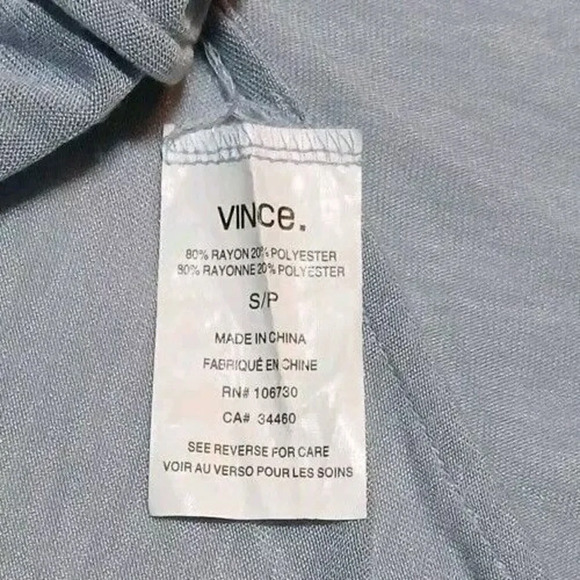 VINCe.
80% RAYON 20% POLYESTER
80% RAYONNE 20% POLYESTER
S/P
MADE IN CHINA
FABRIQUÉ EN CHINE
RN# 106730
CA# 34460
SEE REVERSE FOR CARE
VOIR AU VERSO POUR LES SOINS